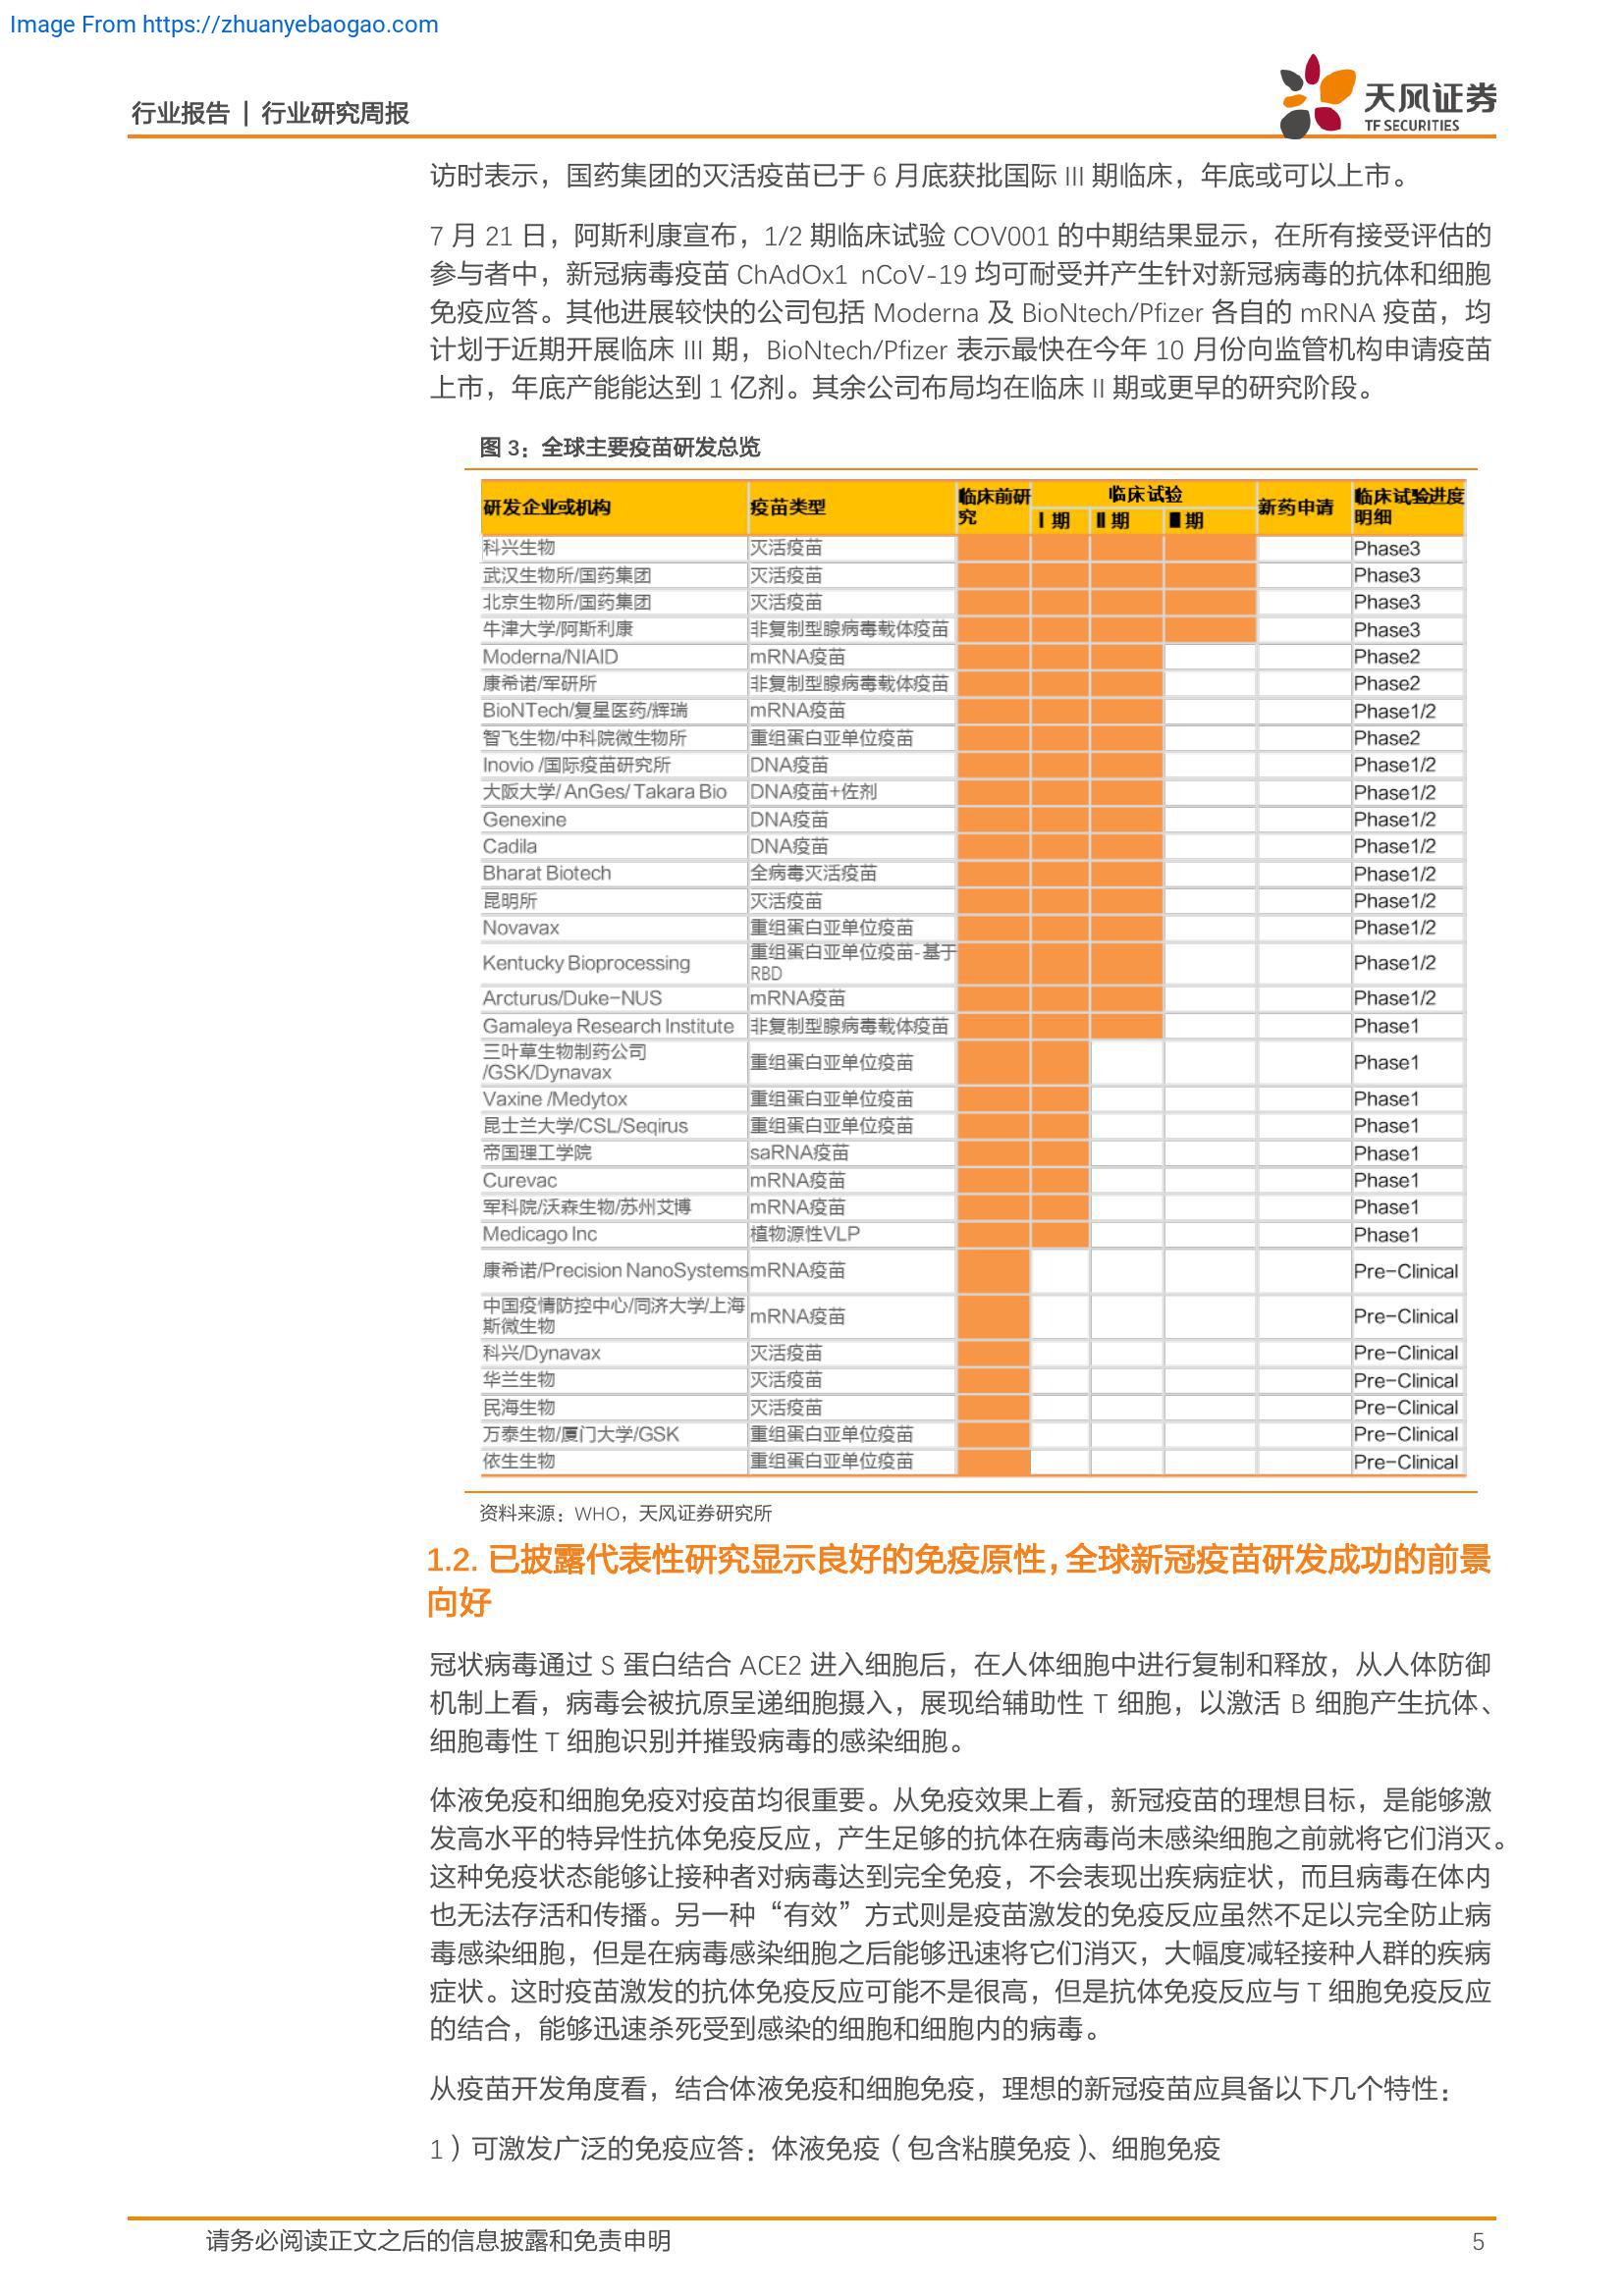 Image From https://zhuanyebaogao.com
行业报告 | 行业研究周报
天风证券
TF SECURITIES
访时表示，国药集团的灭活疫苗已于 6 月底获批国际 III 期临床，年底或可以上市。
7 月 21 日，阿斯利康宣布，1/2 期临床试验 COV001 的中期结果显示，在所有接受评估的
参与者中，新冠病毒疫苗 ChAdOx1 nCoV-19 均可耐受并产生针对新冠病毒的抗体和细胞
免疫应答。其他进展较快的公司包括 Moderna 及 BioNtech/Pfizer 各自的 mRNA 疫苗，均
计划于近期开展临床 III 期，BioNtech/Pfizer 表示最快在今年 10 月份向监管机构申请疫苗
上市，年底产能能达到 1 亿剂。其余公司布局均在临床 II 期或更早的研究阶段。
图 3：全球主要疫苗研发总览
研发企业或机构 疫苗类型 临床前研究 临床试验 新药申请 临床试验进度明细
Ⅰ期 Ⅱ期 Ⅲ期
科兴生物 灭活疫苗 Phase3
武汉生物所/国药集团 灭活疫苗 Phase3
北京生物所/国药集团 灭活疫苗 Phase3
牛津大学/阿斯利康 非复制型腺病毒载体疫苗 Phase3
Moderna/NIAID mRNA疫苗 Phase2
康希诺/军研所 非复制型腺病毒载体疫苗 Phase2
BioNTech/复星医药/辉瑞 mRNA疫苗 Phase1/2
智飞生物/中科院微生物所 重组蛋白亚单位疫苗 Phase2
Inovio /国际疫苗研究所 DNA疫苗 Phase1/2
大阪大学/ AnGes/ Takara Bio DNA疫苗+佐剂 Phase1/2
Genexine DNA疫苗 Phase1/2
Cadila DNA疫苗 Phase1/2
Bharat Biotech 全病毒灭活疫苗 Phase1/2
昆明所 灭活疫苗 Phase1/2
Novavax 重组蛋白亚单位疫苗 Phase1/2
Kentucky Bioprocessing 重组蛋白亚单位疫苗-基于RBD Phase1/2
Arcturus/Duke-NUS mRNA疫苗 Phase1/2
Gamaleya Research Institute 非复制型腺病毒载体疫苗 Phase1
三叶草生物制药公司/GSK/Dynavax 重组蛋白亚单位疫苗 Phase1
Vaxine /Medytox 重组蛋白亚单位疫苗 Phase1
昆士兰大学/CSL/Seqirus 重组蛋白亚单位疫苗 Phase1
帝国理工学院 saRNA疫苗 Phase1
Curevac mRNA疫苗 Phase1
军科院/沃森生物/苏州艾博 mRNA疫苗 Phase1
Medicago Inc 植物源性VLP Phase1
康希诺/Precision NanoSystems mRNA疫苗 Pre-Clinical
中国疫情防控中心/同济大学/上海斯微生物 mRNA疫苗 Pre-Clinical
科兴/Dynavax 灭活疫苗 Pre-Clinical
华兰生物 灭活疫苗 Pre-Clinical
民海生物 灭活疫苗 Pre-Clinical
万泰生物/厦门大学/GSK 重组蛋白亚单位疫苗 Pre-Clinical
依生生物 重组蛋白亚单位疫苗 Pre-Clinical
资料来源：WHO，天风证券研究所
1.2. 已披露代表性研究显示良好的免疫原性，全球新冠疫苗研发成功的前景
向好
冠状病毒通过 S 蛋白结合 ACE2 进入细胞后，在人体细胞中进行复制和释放，从人体防御
机制上看，病毒会被抗原呈递细胞摄入，展现给辅助性 T 细胞，以激活 B 细胞产生抗体、
细胞毒性 T 细胞识别并摧毁病毒的感染细胞。
体液免疫和细胞免疫对疫苗均很重要。从免疫效果上看，新冠疫苗的理想目标，是能够激
发高水平的特异性抗体免疫反应，产生足够的抗体在病毒尚未感染细胞之前就将它们消灭。
这种免疫状态能够让接种者对病毒达到完全免疫，不会表现出疾病症状，而且病毒在体内
也无法存活和传播。另一种“有效”方式则是疫苗激发的免疫反应虽然不足以完全防止病
毒感染细胞，但是在病毒感染细胞之后能够迅速将它们消灭，大幅度减轻接种人群的疾病
症状。这时疫苗激发的抗体免疫反应可能不是很高，但是抗体免疫反应与 T 细胞免疫反应
的结合，能够迅速杀死受到感染的细胞和细胞内的病毒。
从疫苗开发角度看，结合体液免疫和细胞免疫，理想的新冠疫苗应具备以下几个特性：
1）可激发广泛的免疫应答：体液免疫（包含粘膜免疫）、细胞免疫
请务必阅读正文之后的信息披露和免责申明 5